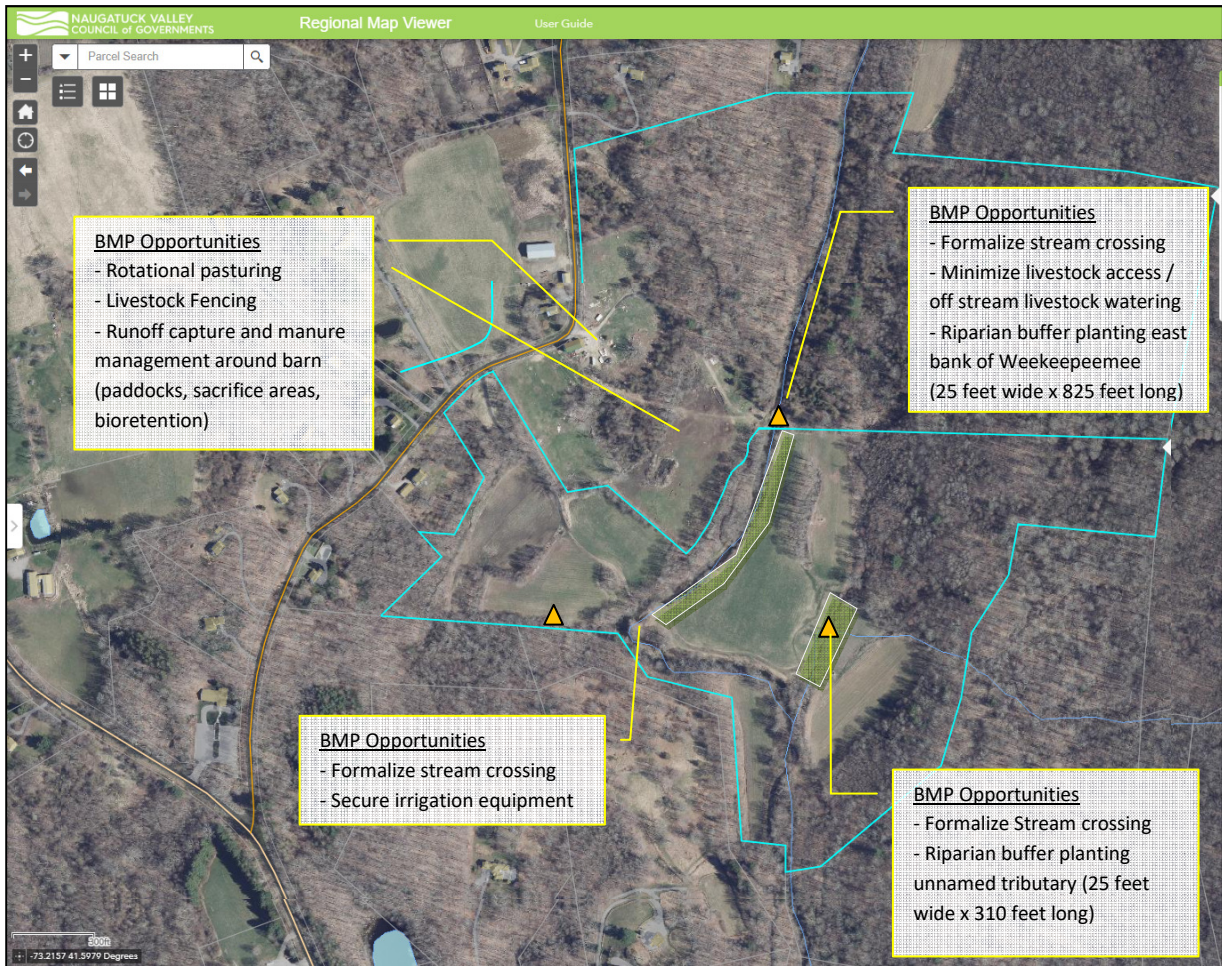 NAUGATUCK VALLEY
COUNCIL of GOVERNMENTS
Regional Map Viewer
User Guide
Parcel Search
BMP Opportunities
- Rotational pasturing
- Livestock Fencing
- Runoff capture and manure
management around barn
(paddocks, sacrifice areas,
bioretention)
BMP Opportunities
- Formalize stream crossing
- Minimize livestock access /
off stream livestock watering
- Riparian buffer planting east
bank of Weekeepeemee
(25 feet wide x 825 feet long)
BMP Opportunities
- Formalize stream crossing
- Secure irrigation equipment
BMP Opportunities
- Formalize Stream crossing
- Riparian buffer planting
unnamed tributary (25 feet
wide x 310 feet long)
300ft
-73.2157 41.5979 Degrees